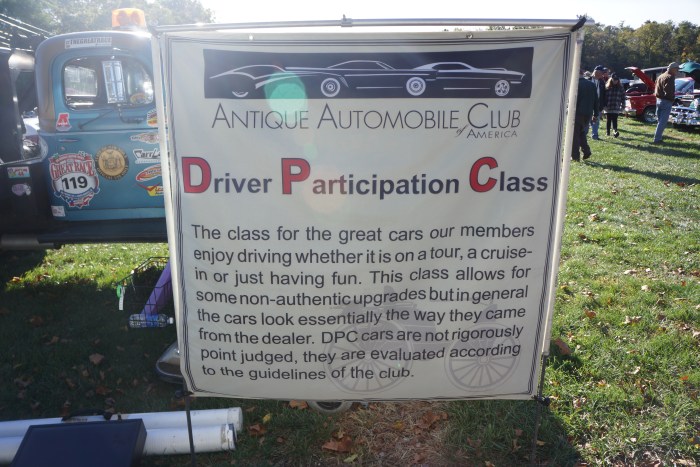 ANTIQUE AUTOMOBILE CLUB
of AMERICA
Driver Participation Class
The class for the great cars our members
enjoy driving whether it is on a tour, a cruise-
in or just having fun. This class allows for
some non-authentic upgrades but in general
the cars look essentially the way they came
from the dealer. DPC cars are not rigorously
point judged, they are evaluated according
to the guidelines of the club.
GREAT RACE
119